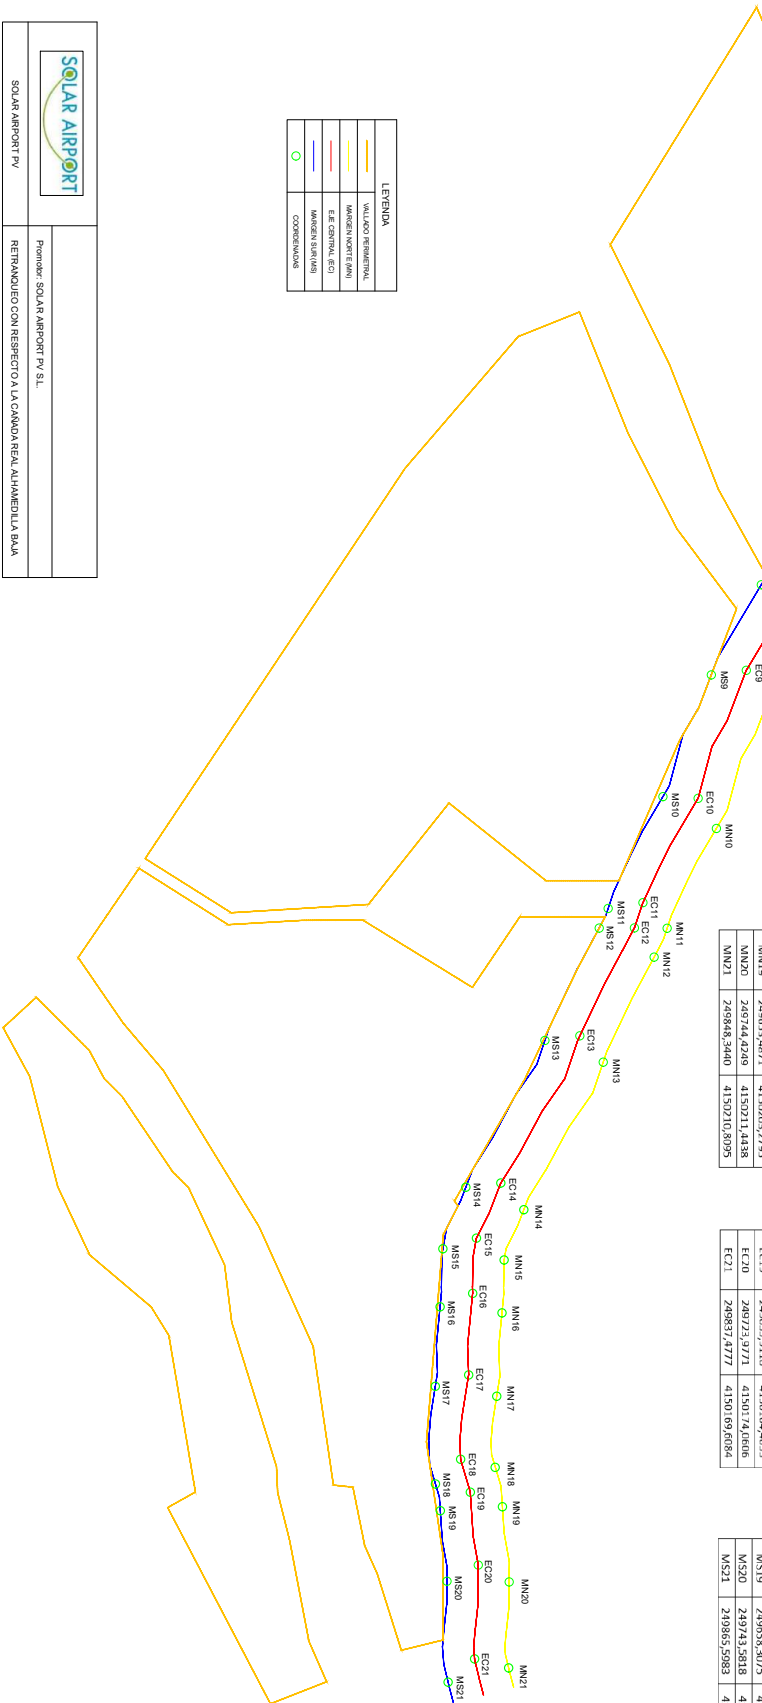 SOLAR AIRPORT
SOLAR AIRPORT PV
Promotor: SOLAR AIRPORT PV S.L.
RETRANQUEO CON RESPECTO A LA CAÑADA REAL ALHAMEDILLA BAJA
LEYENDA
VALLADO PERIMETRAL
MARGEN NORTE (MN)
EJE CENTRAL (EC)
MARGEN SUR(MS)
COORDENADAS
EC9
MS9
MS10
EC10
MN10
MS11
EC11
MN11
MS12
EC12
MN12
MS13
EC13
MN13
MS14
EC14
MN14
MS15
EC15
MN15
MS16
EC16
MN16
MS17
EC17
MN17
MS18
EC18
MN18
MS19
EC19
MN19
MS20
EC20
MN20
MS21
EC21
MN21
MN20 249744,4249 4150211,4438
MN21 249848,3440 4150210,8095
EC20 249723,9771 4150174,0606
EC21 249837,4777 4150169,6084
MS20 249743,5818 4
MS21 249865,5983 4